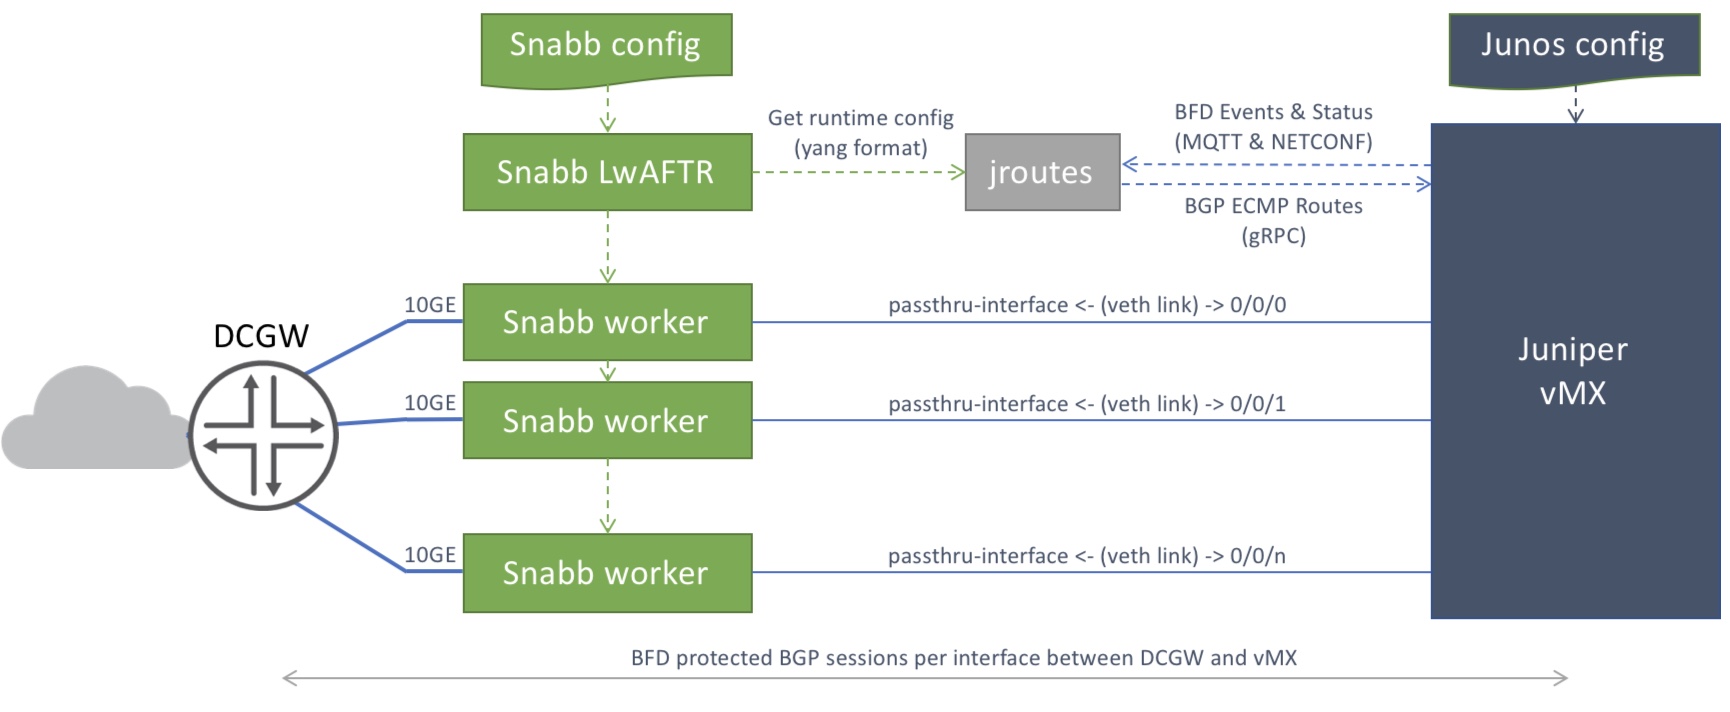 Snabb config
Junos config
Get runtime config
(yang format)
BFD Events & Status
(MQTT & NETCONF)
Snabb LwAFTR
jroutes
BGP ECMP Routes
(gRPC)
10GE
Snabb worker
passthru-interface <- (veth link) -> 0/0/0
DCGW
Juniper
vMX
10GE
Snabb worker
passthru-interface <- (veth link) -> 0/0/1
10GE
Snabb worker
passthru-interface <- (veth link) -> 0/0/n
BFD protected BGP sessions per interface between DCGW and vMX